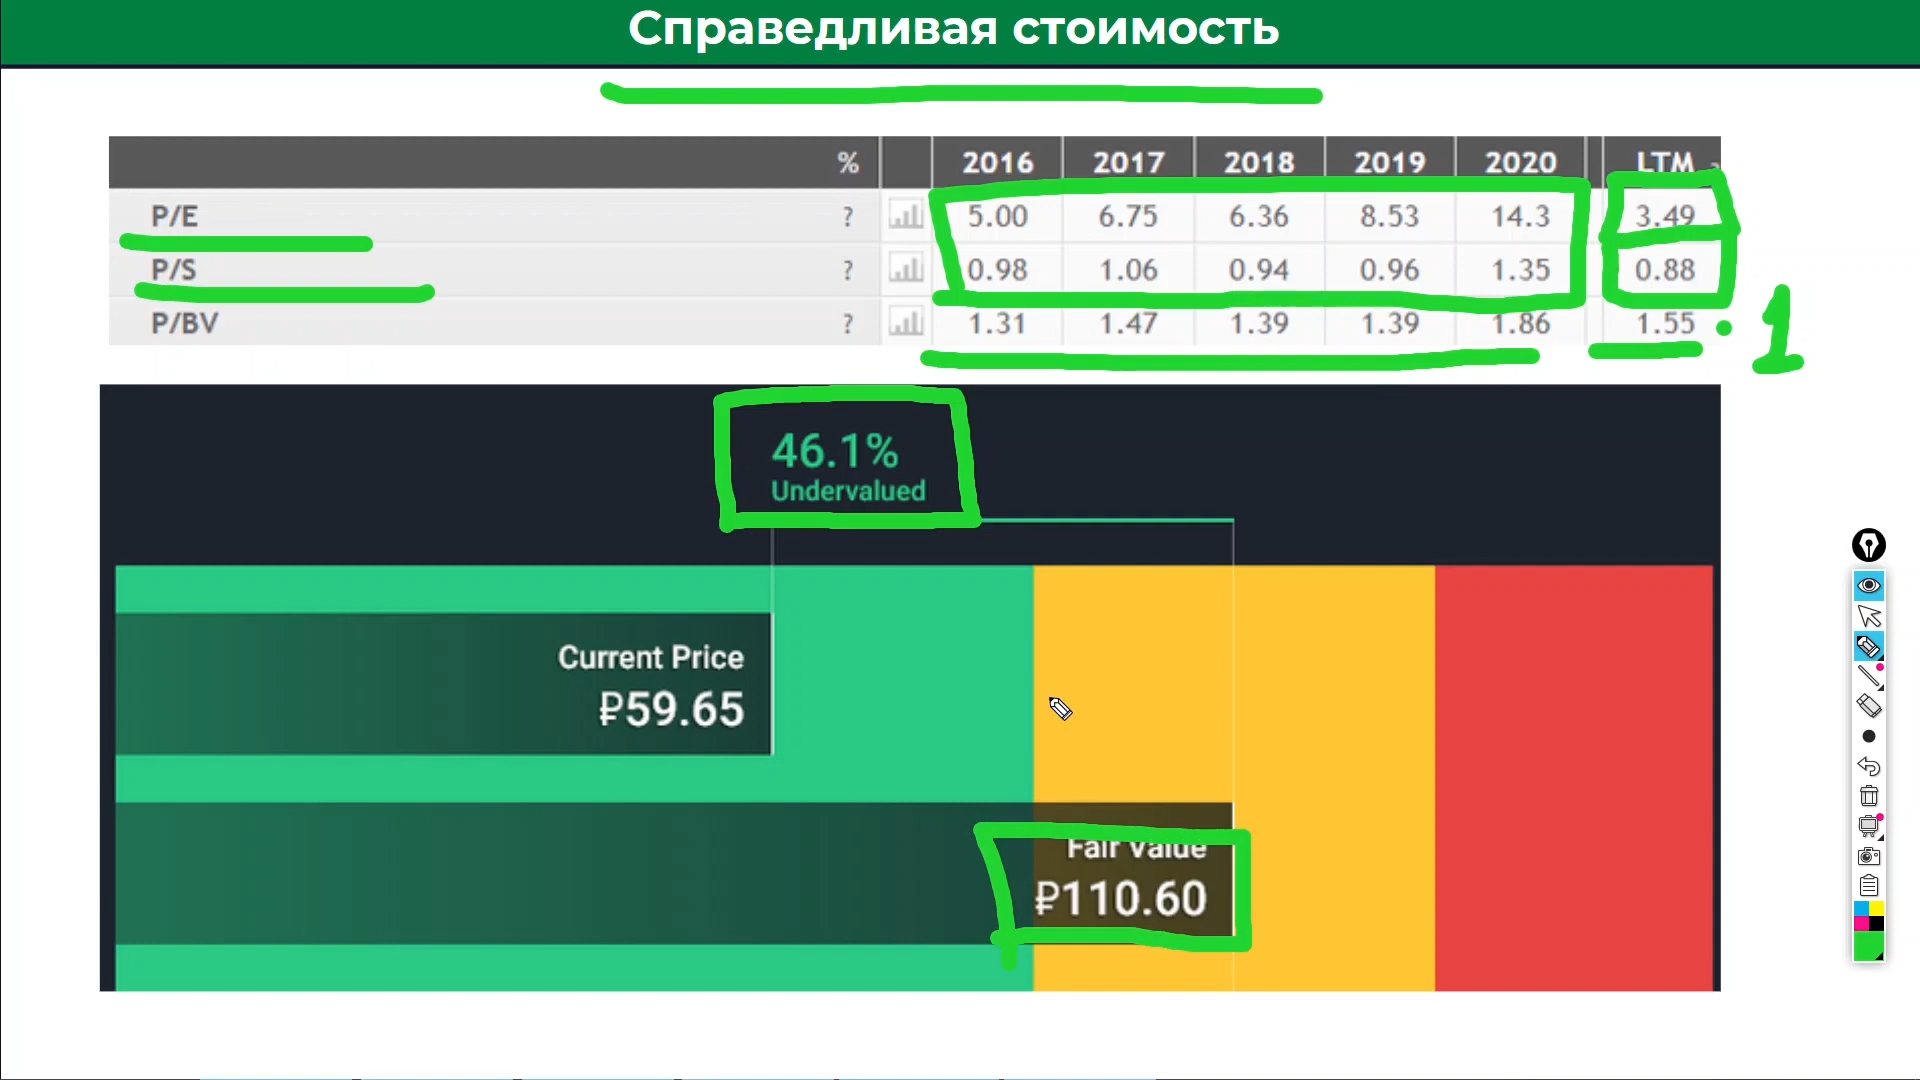 Справедливая стоимость
% 2016 2017 2018 2019 2020 LTM ?
P/E ? 5.00 6.75 6.36 8.53 14.3 3.49
P/S ? 0.98 1.06 0.94 0.96 1.35 0.88
P/BV ? 1.31 1.47 1.39 1.39 1.86 1.55
1
46.1%
Undervalued
Current Price
₽59.65
Fair Value
₽110.60